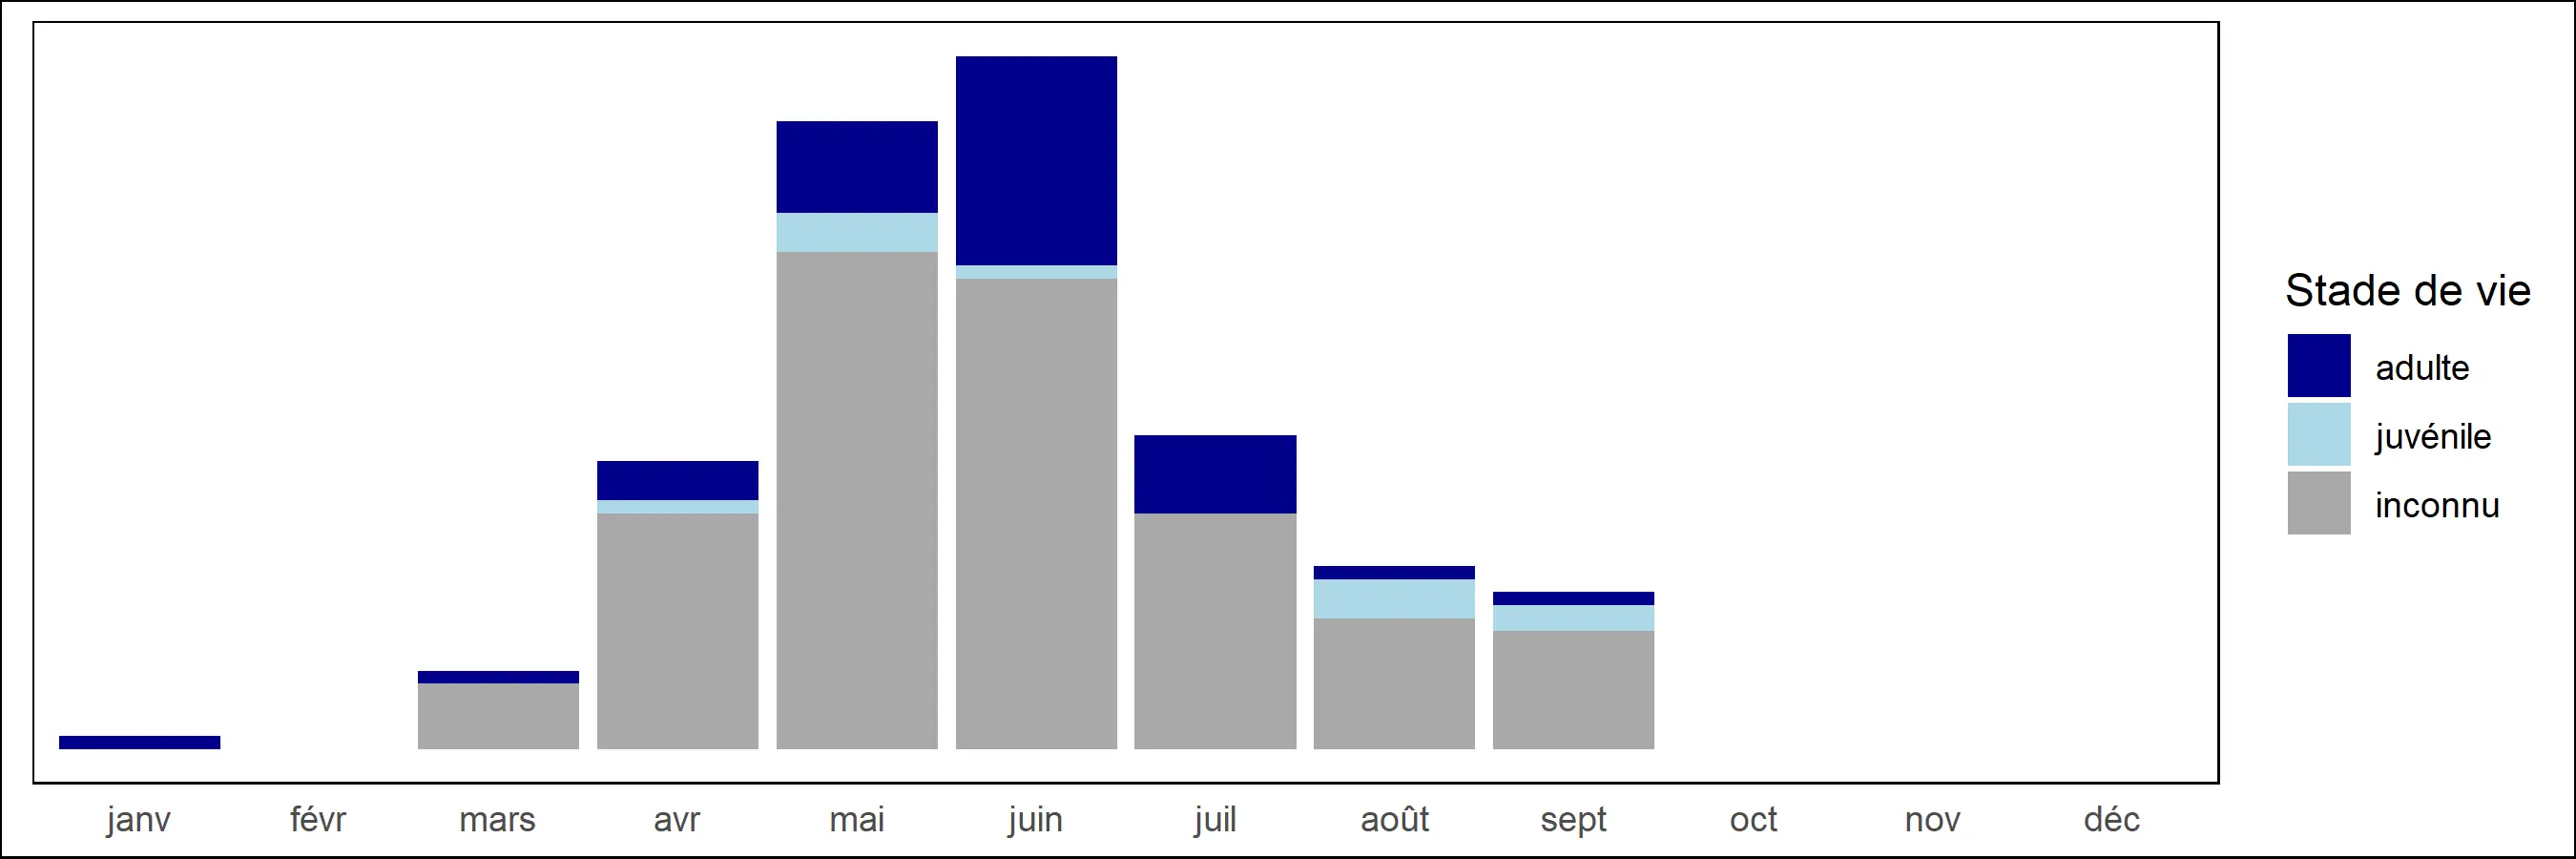 Stade de vie
adulte
juvénile
inconnu
janv févr mars avr mai juin juil août sept oct nov déc